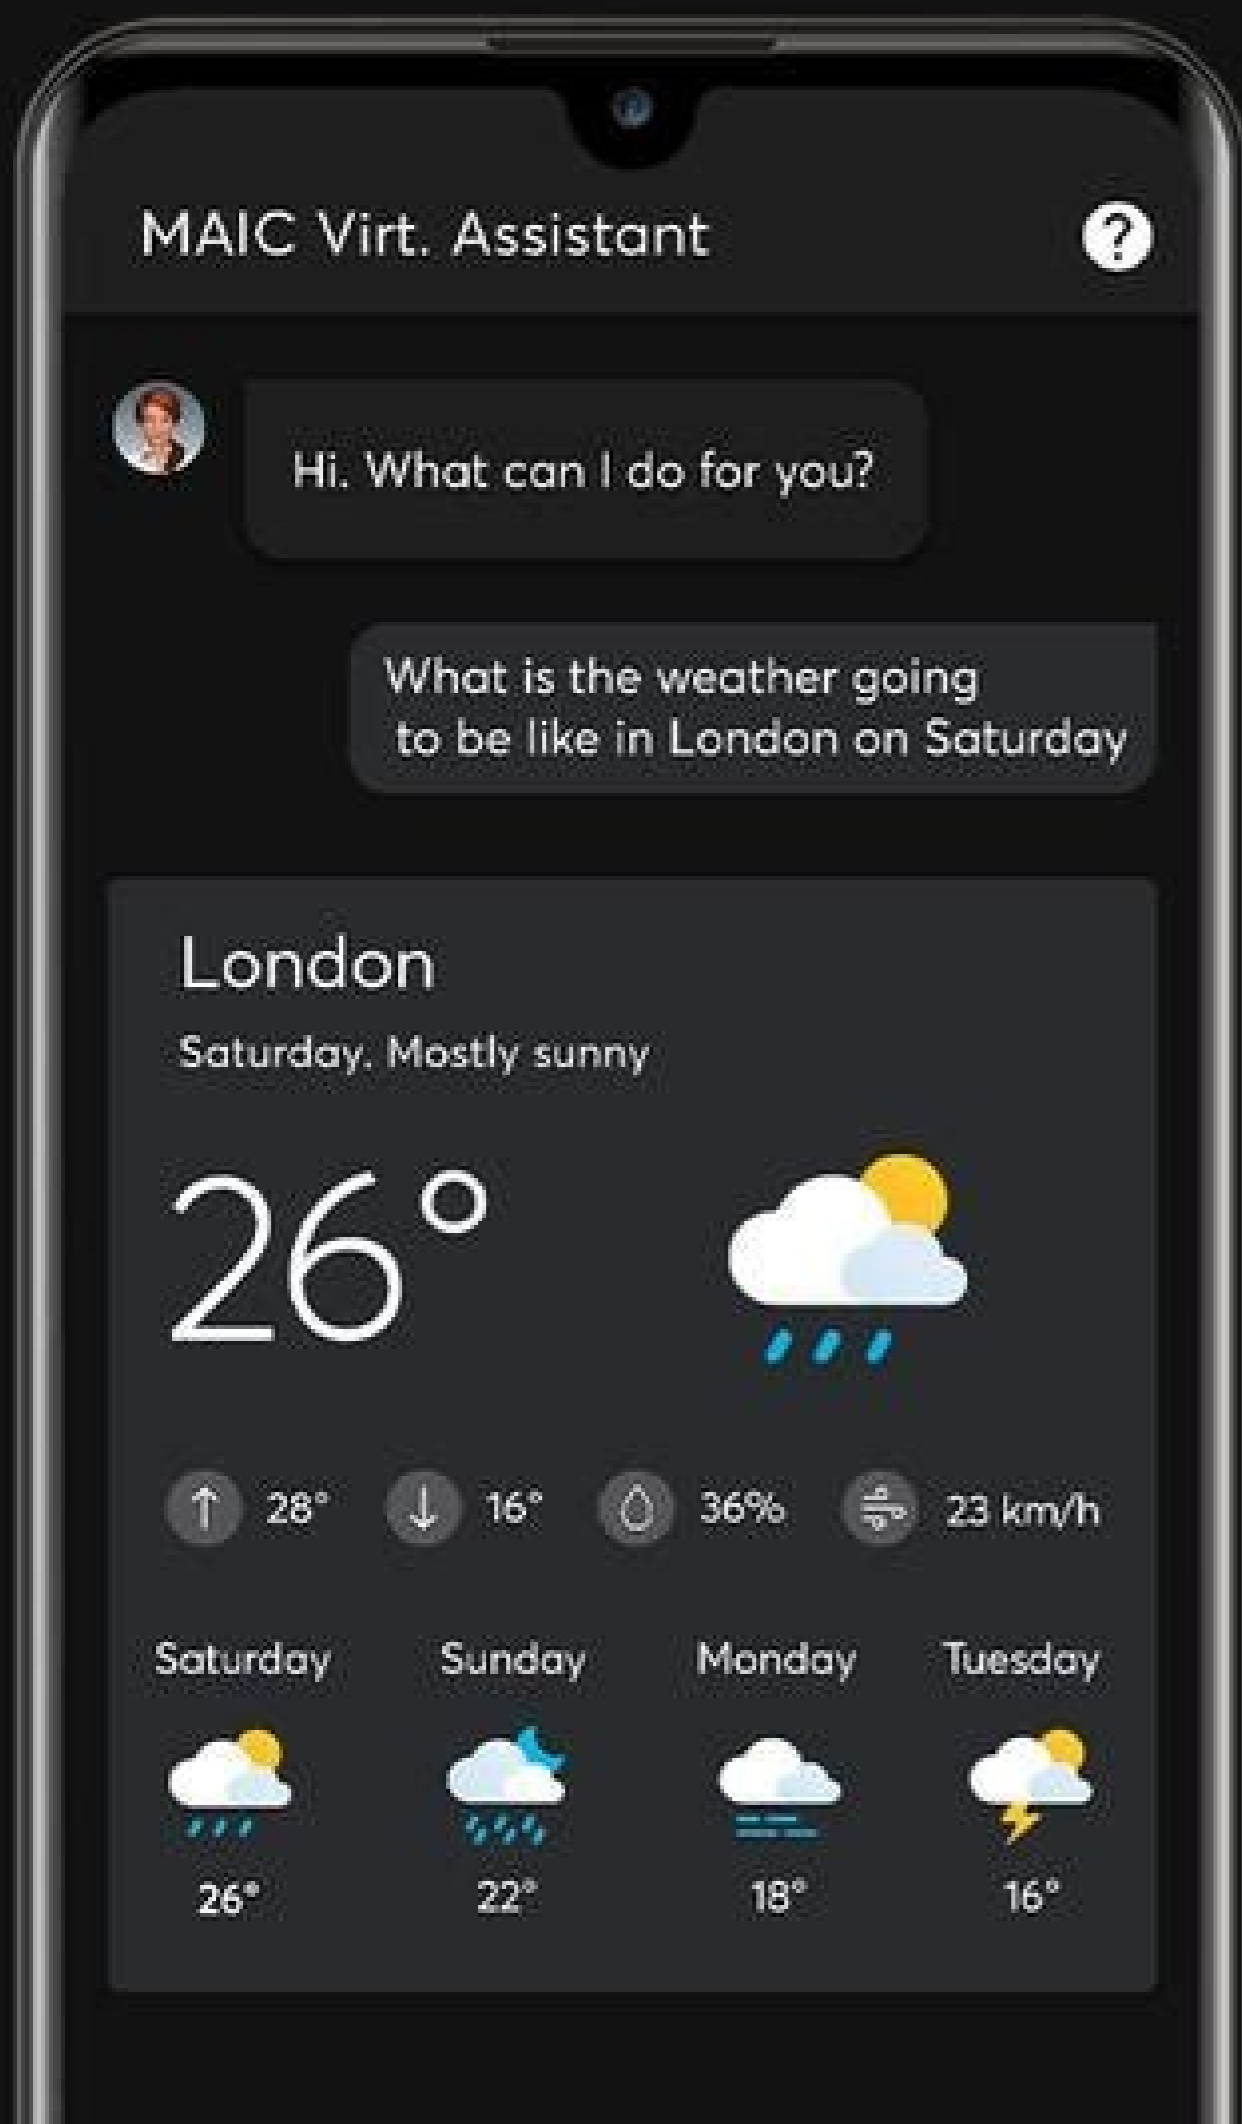 MAIC Virt. Assistant
?
Hi. What can I do for you?
What is the weather going
to be like in London on Saturday
London
Saturday. Mostly sunny
26°
28° 16° 36% 23 km/h
Saturday Sunday Monday Tuesday
26° 22° 18° 16°